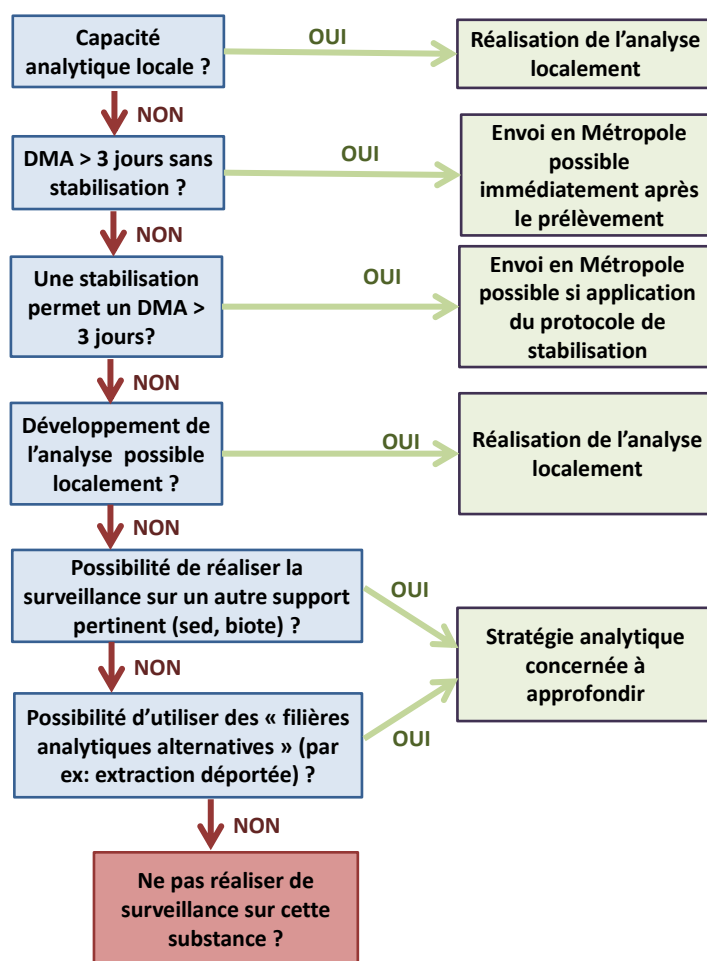 Capacité
analytique locale ?
OUI
Réalisation de l'analyse
localement
NON
DMA > 3 jours sans
stabilisation ?
OUI
Envoi en Métropole
possible
immédiatement après
le prélèvement
NON
Une stabilisation
permet un DMA >
3 jours?
OUI
Envoi en Métropole
possible si application
du protocole de
stabilisation
NON
Développement de
l'analyse possible
localement ?
OUI
Réalisation de l'analyse
localement
NON
Possibilité de réaliser la
surveillance sur un autre support
pertinent (sed, biote) ?
OUI
Stratégie analytique
concernée à
approfondir
NON
Possibilité d'utiliser des « filières
analytiques alternatives » (par
ex: extraction déportée) ?
OUI
NON
Ne pas réaliser de
surveillance sur cette
substance ?